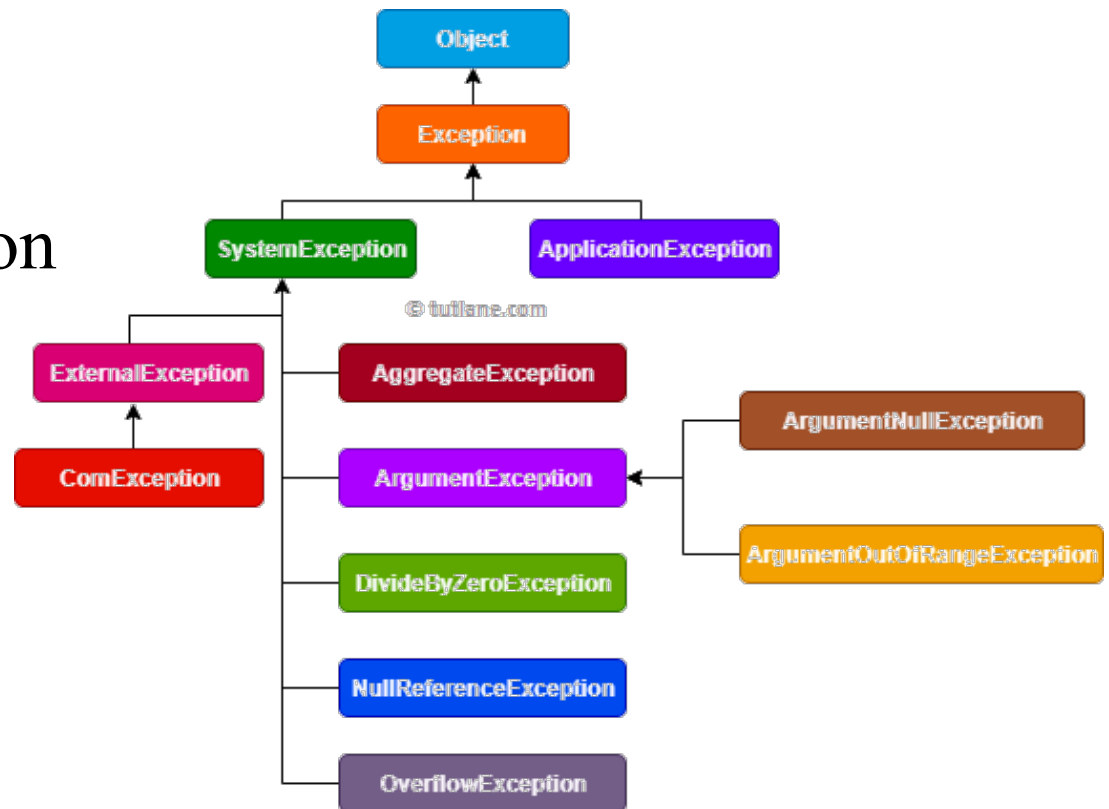 Object
Exception
on
SystemException
ApplicationException
© tutlane.com
ExternalException
AggregateException
ArgumentNullException
ComException
ArgumentException
ArgumentOutOfRangeException
DivideByZeroException
NullReferenceException
OverflowException